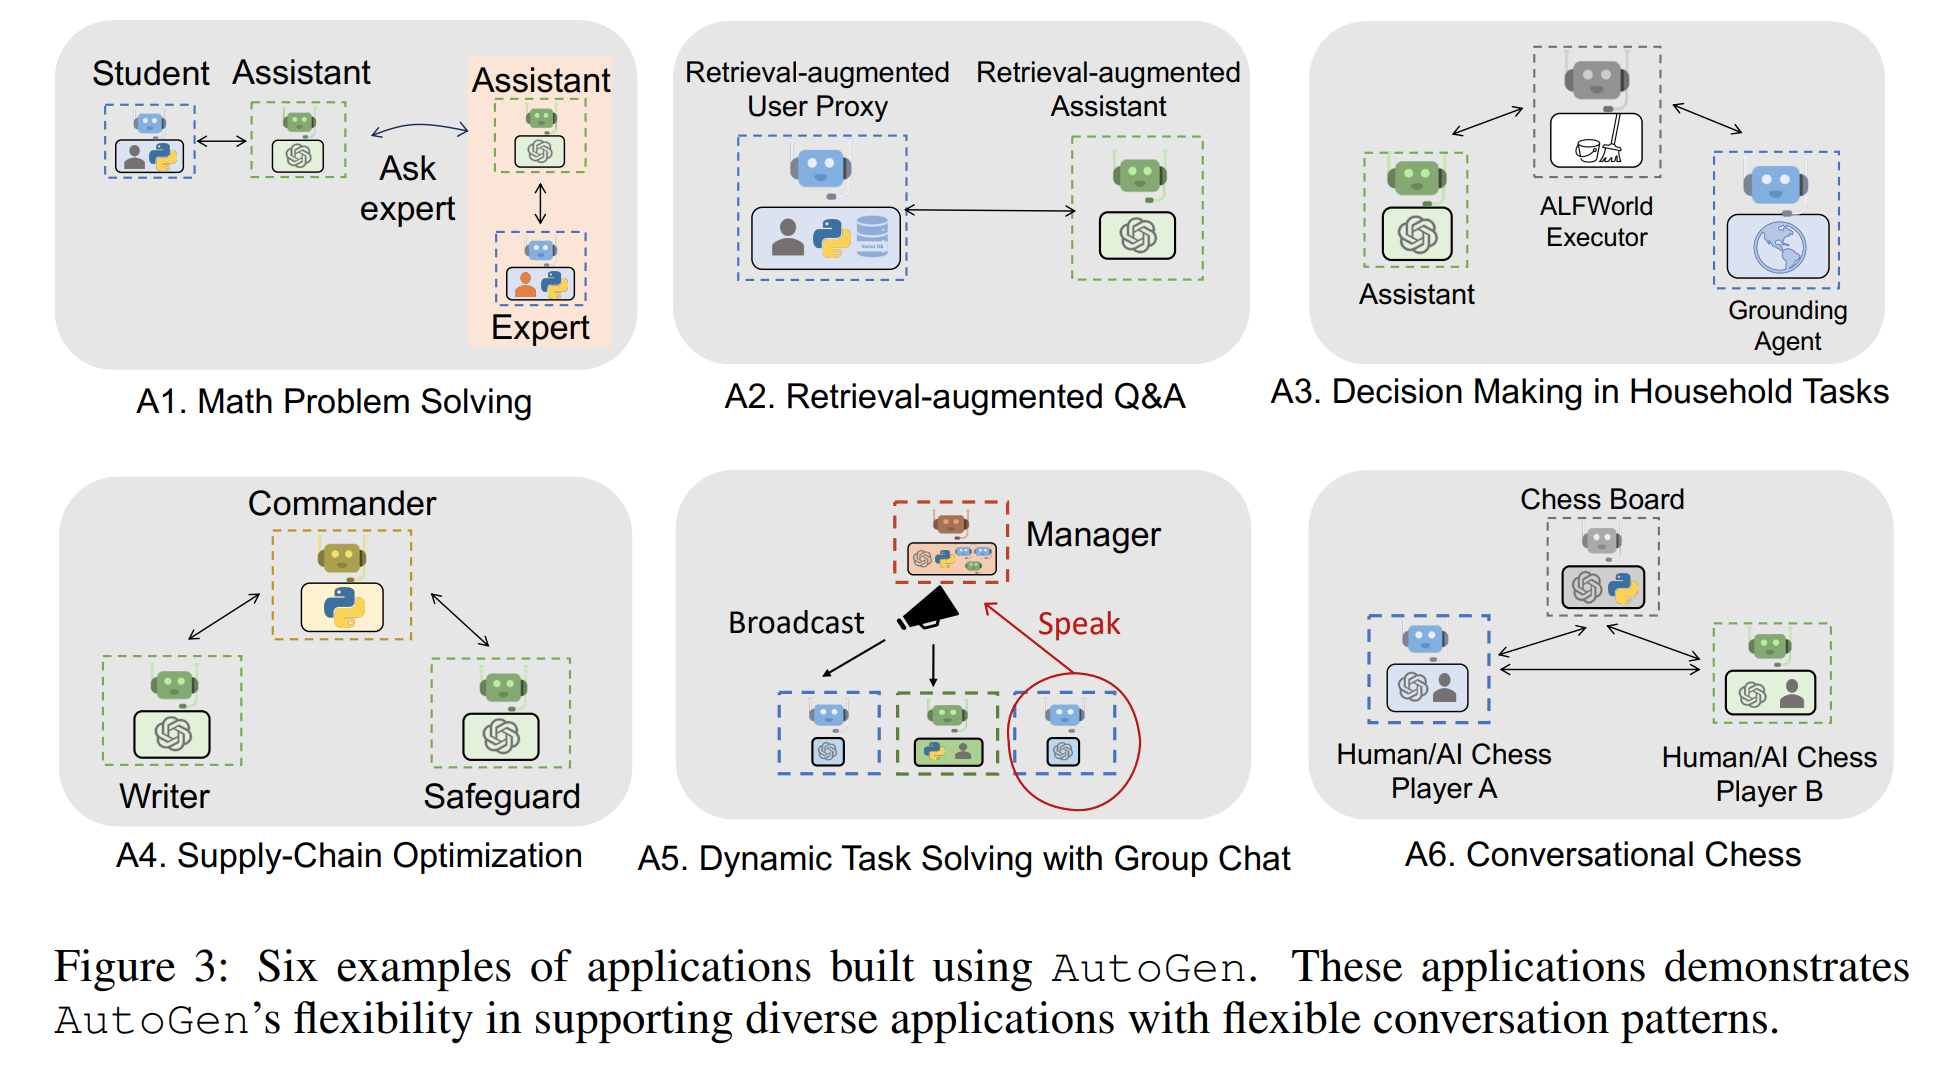 Student
Assistant
Assistant
Ask
expert
Expert
A1. Math Problem Solving
Retrieval-augmented
User Proxy
Retrieval-augmented
Assistant
Vector DB
A2. Retrieval-augmented Q&A
ALFWorld
Executor
Assistant
Grounding
Agent
A3. Decision Making in Household Tasks
Commander
Writer
Safeguard
A4. Supply-Chain Optimization
Manager
Broadcast
Speak
A5. Dynamic Task Solving with Group Chat
Chess Board
Human/AI Chess
Player A
Human/AI Chess
Player B
A6. Conversational Chess
Figure 3: Six examples of applications built using AutoGen. These applications demonstrates
AutoGen's flexibility in supporting diverse applications with flexible conversation patterns.